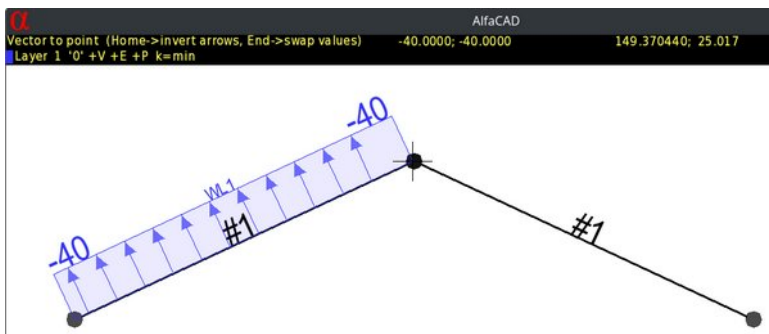 α
AlfaCAD
Vector to point (Home->invert arrows, End->swap values) -40.0000; -40.0000 149.370440; 25.017
Layer 1 '0' +V +E +P k=min
-40
WL1
#1
-40
#1